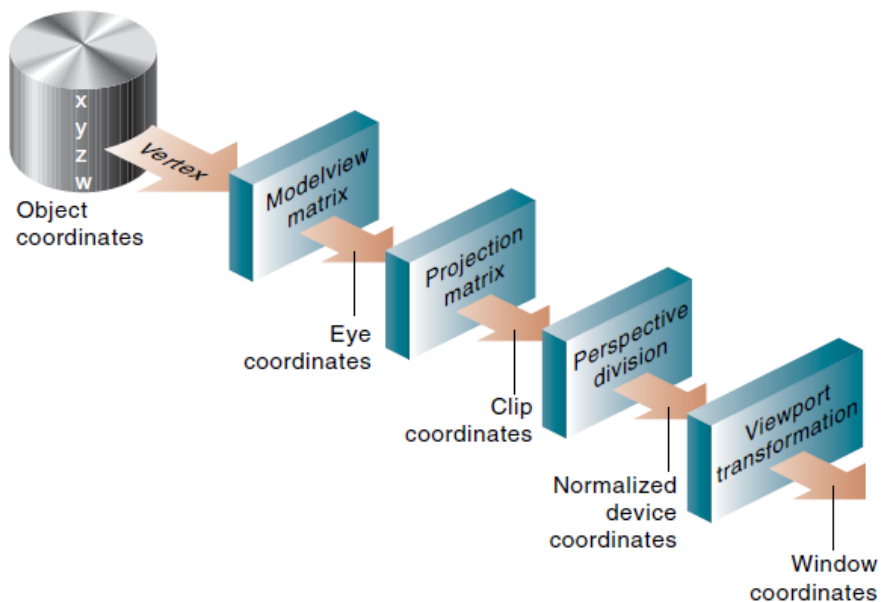 x
y
z
w
Vertex
Object
coordinates
Modelview
matrix
Eye
coordinates
Projection
matrix
Clip
coordinates
Perspective
division
Normalized
device
coordinates
Viewport
transformation
Window
coordinates